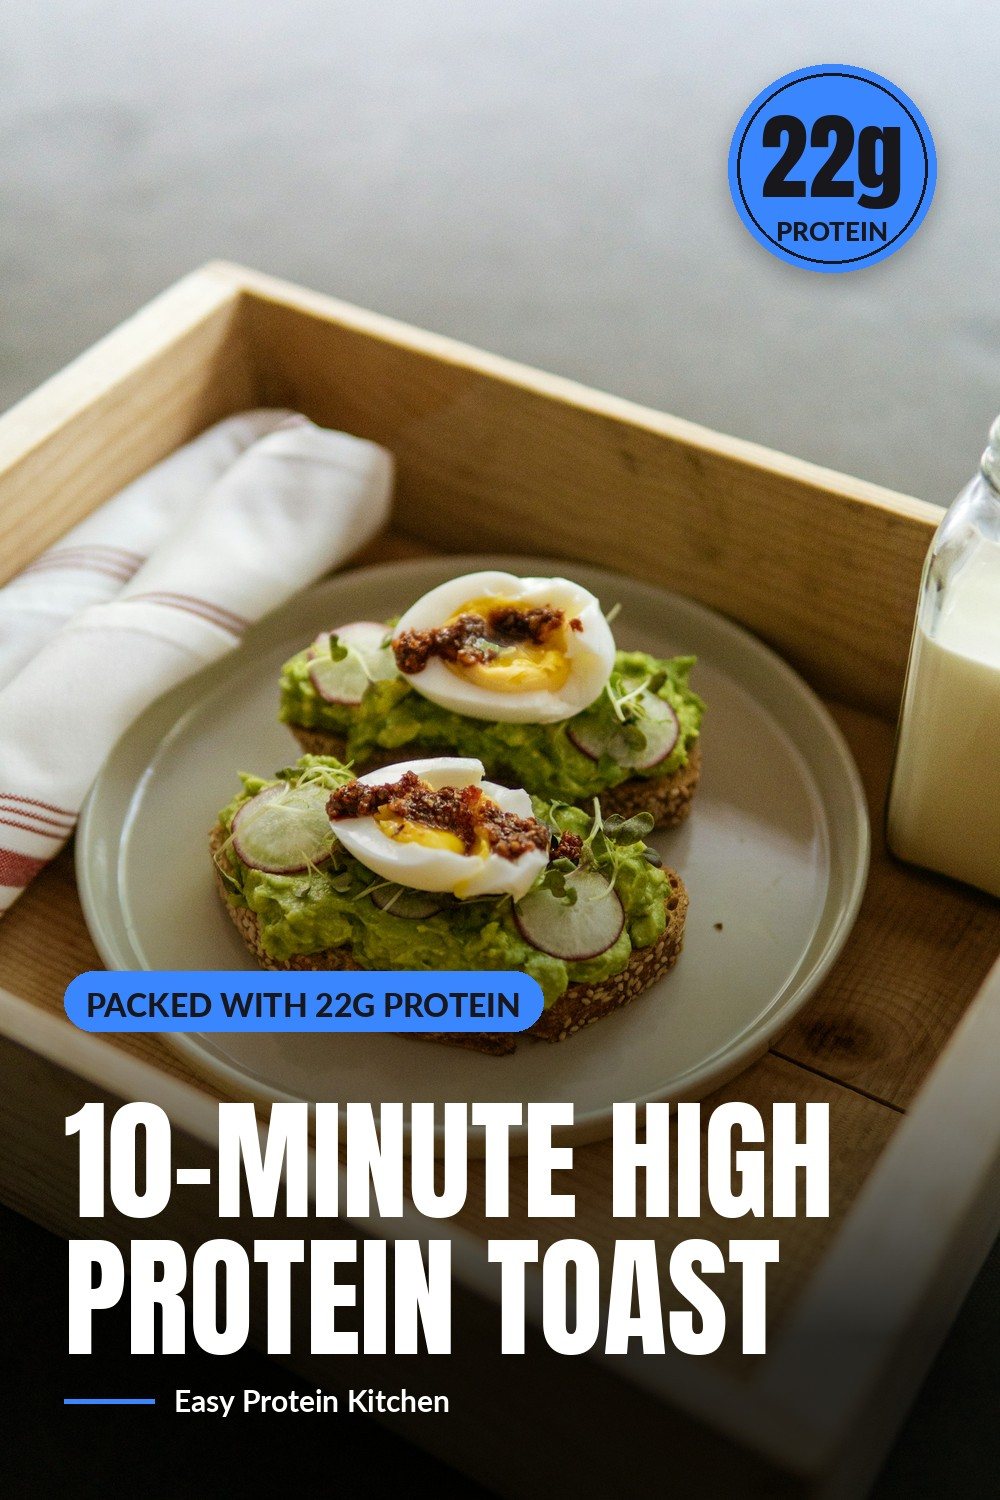 22g
PROTEIN
PACKED WITH 22G PROTEIN
10-MINUTE HIGH
PROTEIN TOAST
Easy Protein Kitchen